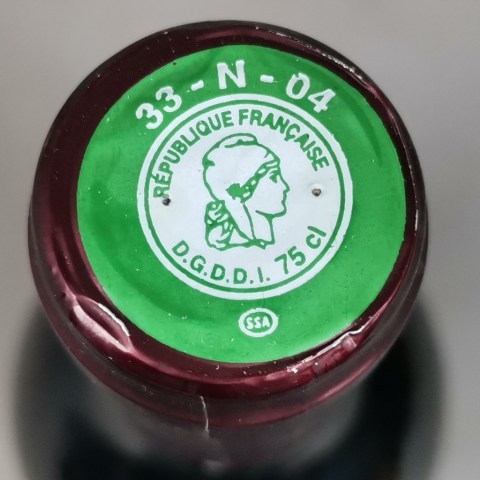 33 - N - 04
RÉPUBLIQUE FRANÇAISE
D.G.D.D.I. 75 cl
SSA